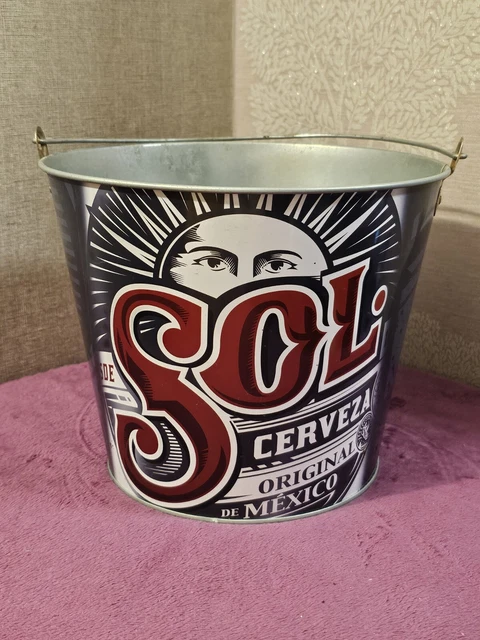 DE
SOL
CERVEZA
ORIGINAL
DE MÉXICO